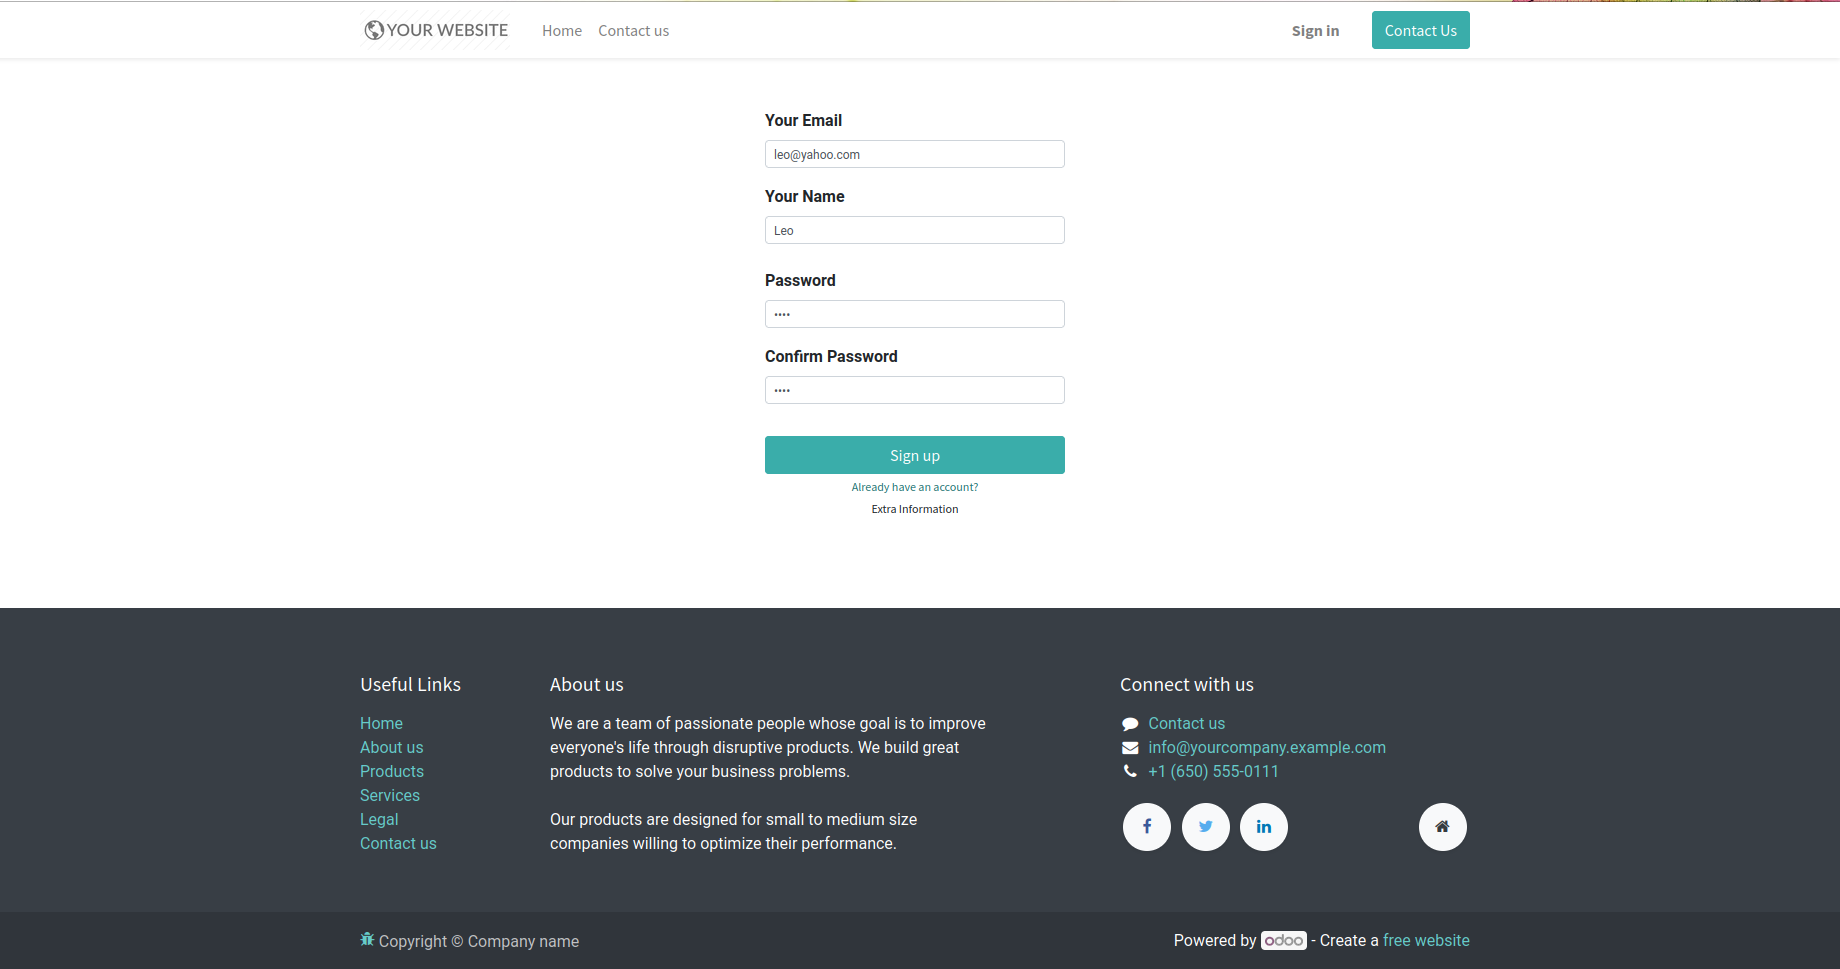 YOUR WEBSITE Home Contact us Sign in Contact Us
Your Email
leo@yahoo.com
Your Name
Leo
Password
••••
Confirm Password
••••
Sign up
Already have an account?
Extra Information
Useful Links
Home
About us
Products
Services
Legal
Contact us
About us
We are a team of passionate people whose goal is to improve
everyone's life through disruptive products. We build great
products to solve your business problems.
Our products are designed for small to medium size
companies willing to optimize their performance.
Connect with us
Contact us
info@yourcompany.example.com
+1 (650) 555-0111
Copyright © Company name
Powered by odoo - Create a free website